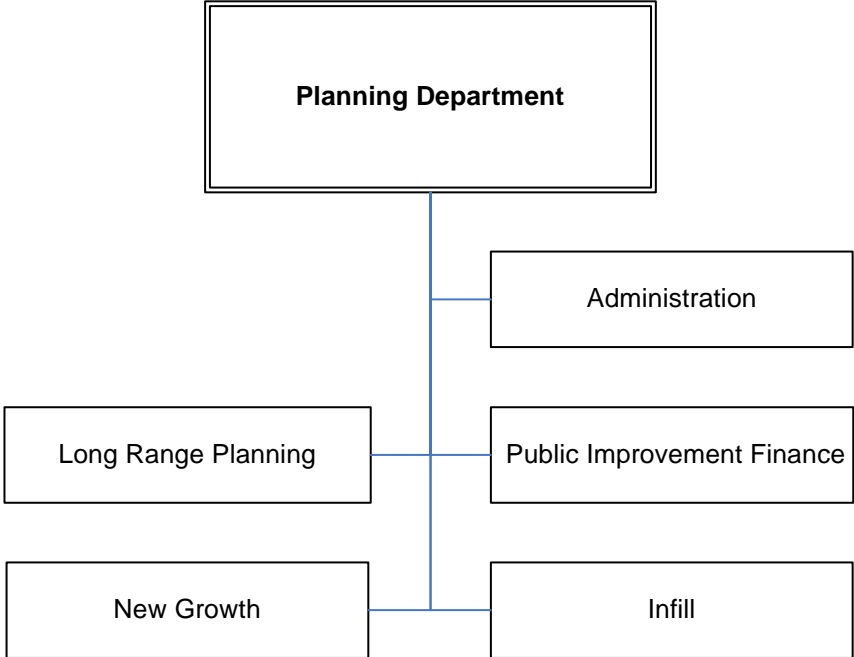 Planning Department
Administration
Long Range Planning
Public Improvement Finance
New Growth
Infill